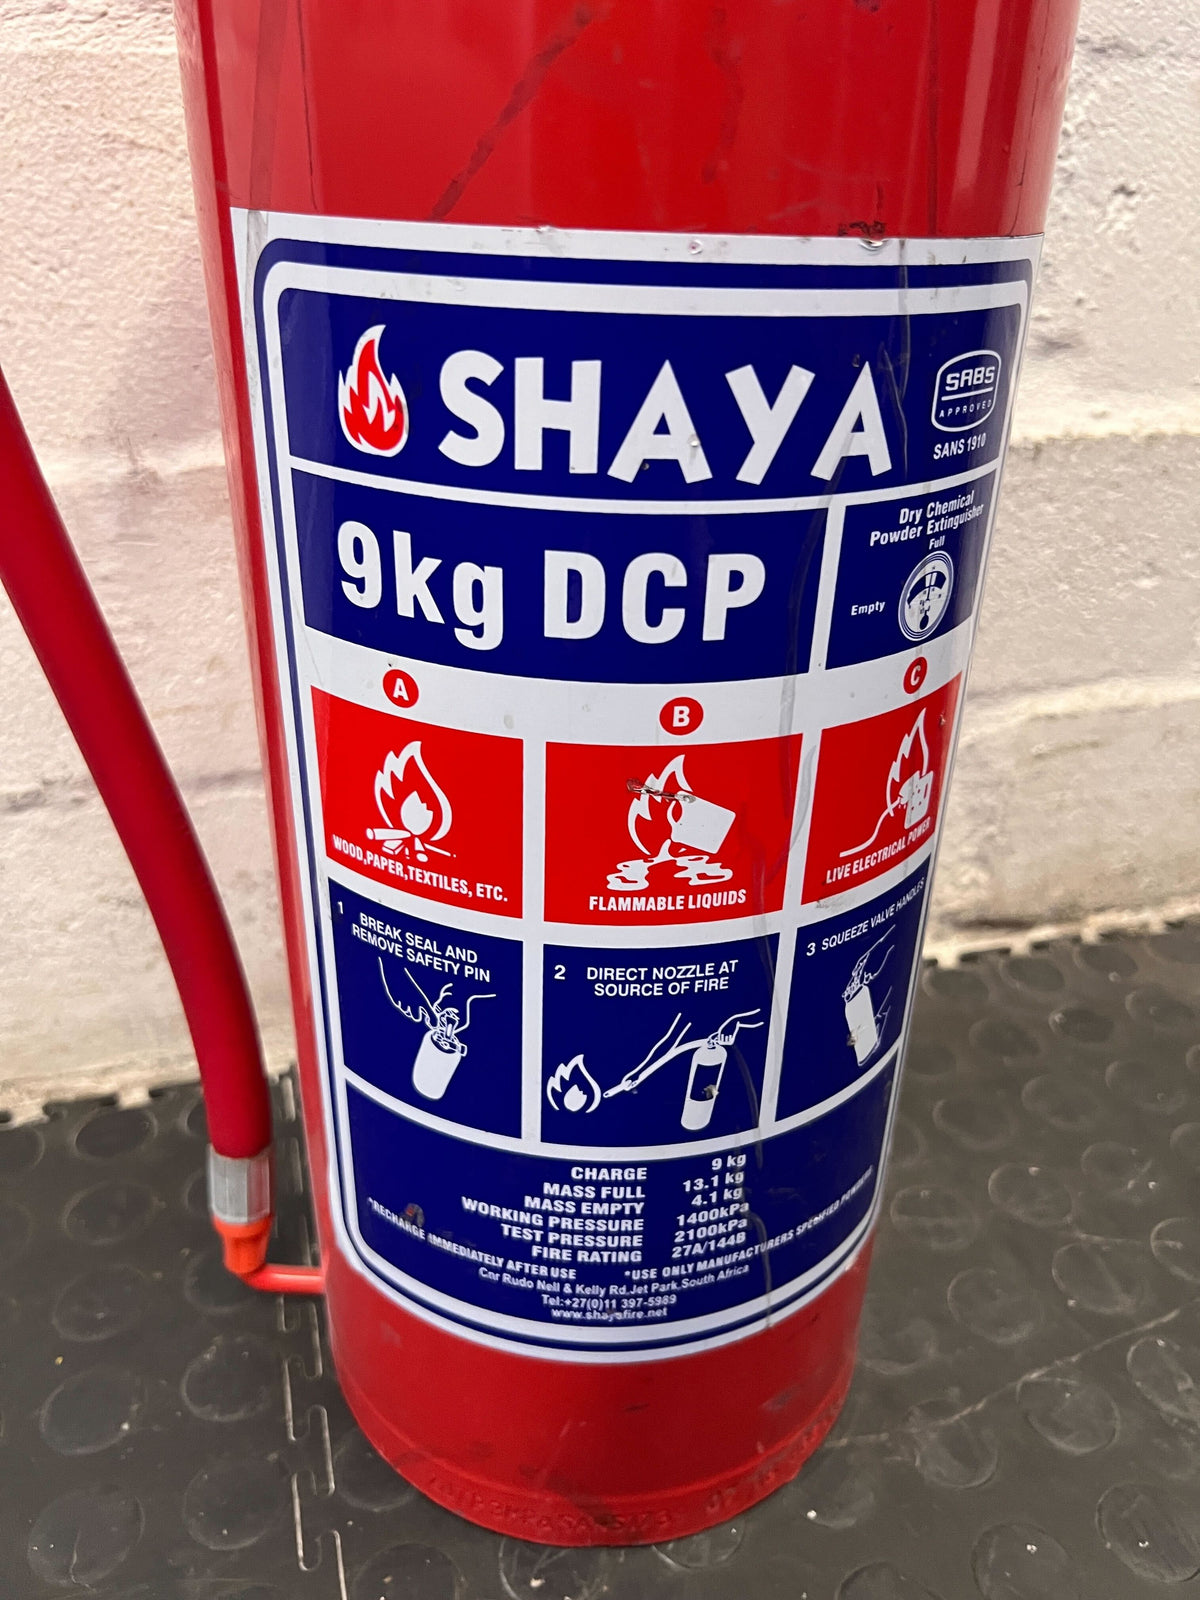 SHAYA
SABS
APPROVED
SANS 1910
9kg DCP
Dry Chemical
Powder Extinguisher
Full
Empty
A
B
C
WOOD,PAPER,TEXTILES, ETC.
FLAMMABLE LIQUIDS
LIVE ELECTRICAL POWER
1 BREAK SEAL AND
REMOVE SAFETY PIN
2 DIRECT NOZZLE AT
SOURCE OF FIRE
3 SQUEEZE VALVE HANDLES
CHARGE 9 kg
MASS FULL 13.1 kg
MASS EMPTY 4.1 kg
WORKING PRESSURE 1400kPa
TEST PRESSURE 2100kPa
FIRE RATING 27A/144B
*RECHARGE IMMEDIATELY AFTER USE *USE ONLY MANUFACTURERS SPECIFIED POWDERS
Cnr Rudo Nell & Kelly Rd.Jet Park.South Africa
Tel:+27(0)11 397-5989
www.shayafire.net